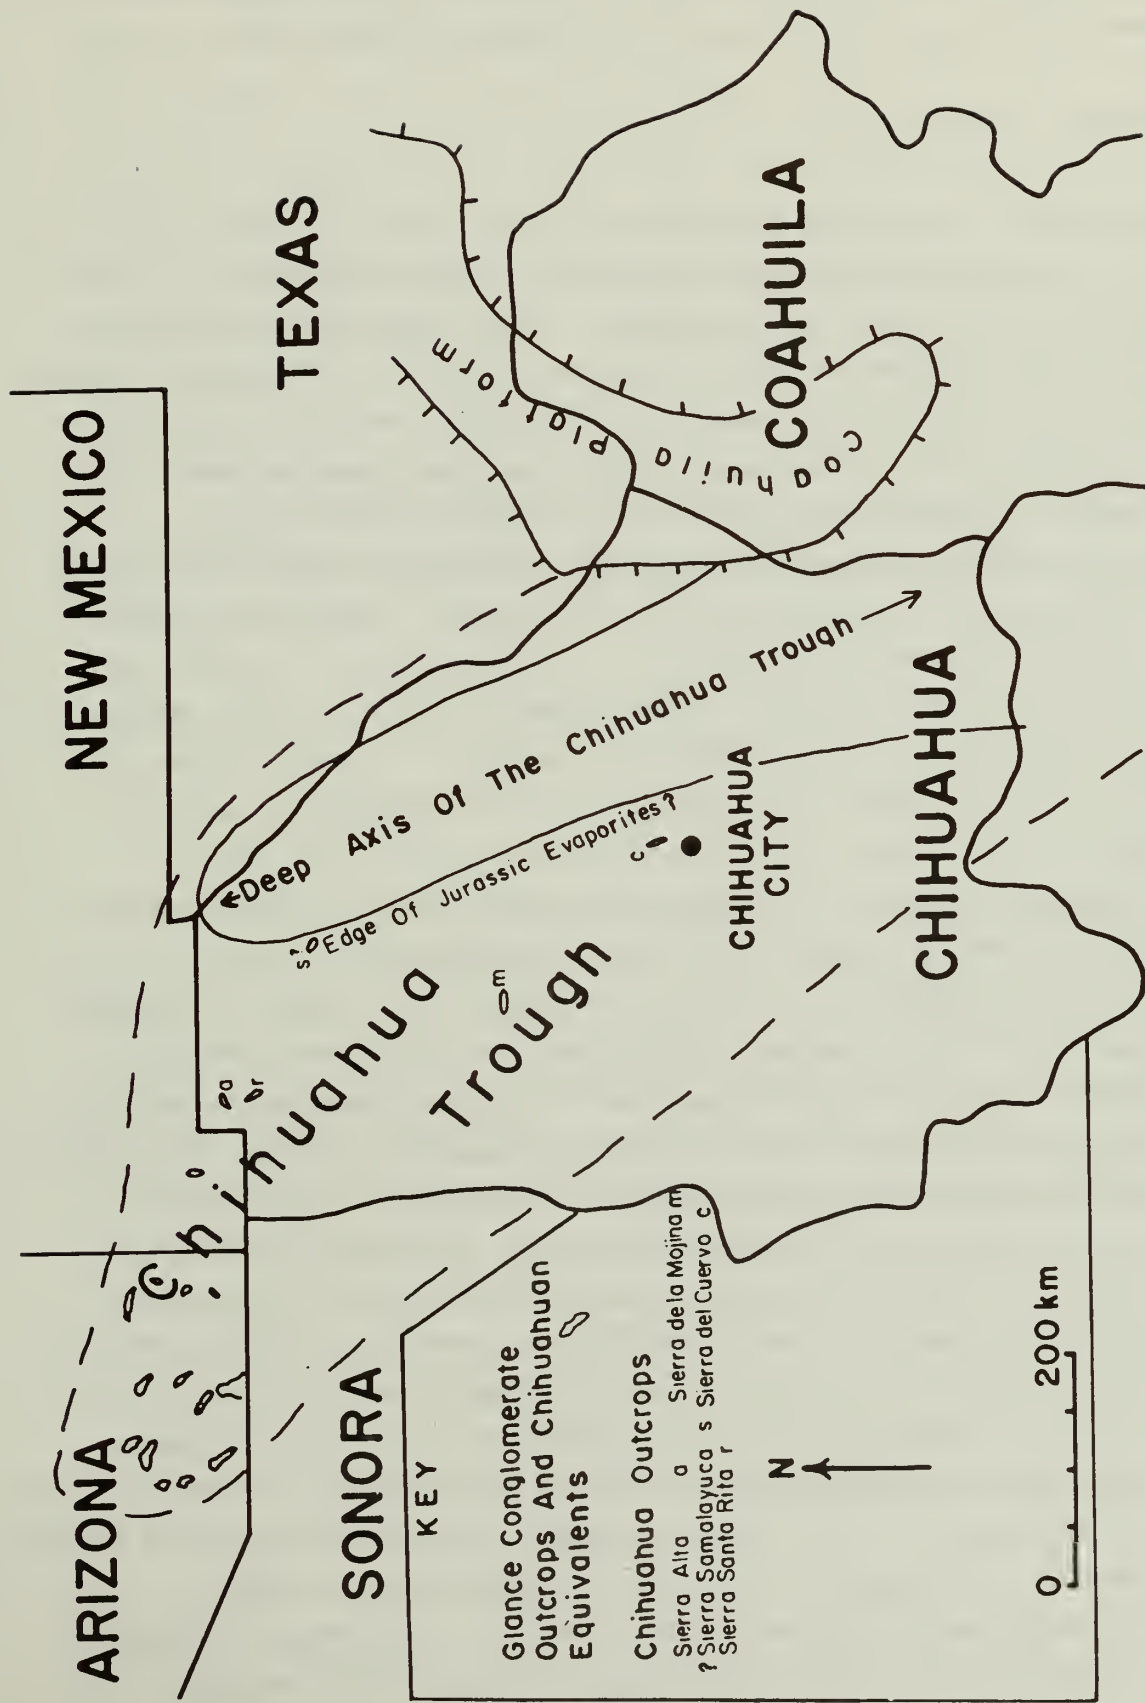 ARIZONA
NEW MEXICO
TEXAS
SONORA
Chihuahua
Trough
Deep Axis Of The Chihuahua Trough
Edge Of Jurassic Evaporites?
Coahuila Platform
COAHUILA
CHIHUAHUA
CITY
CHIHUAHUA
a
r
s?
m
c
KEY
Glance Conglomerate
Outcrops And Chihuahuan
Equivalents
Chihuahua Outcrops
Sierra Alta a Sierra de la Mojina m
? Sierra Samalayuca s Sierra del Cuervo c
Sierra Santa Rita r
N
0 200 km